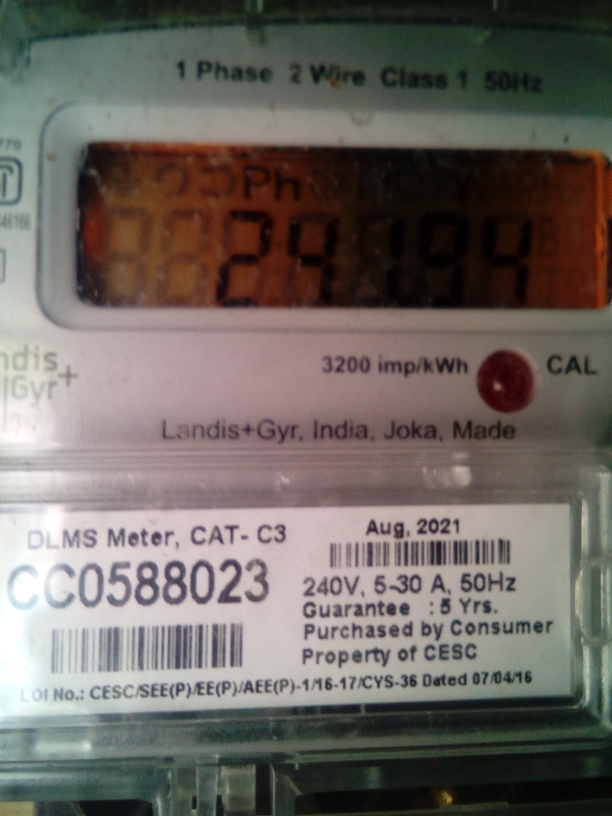 1 Phase 2 Wire Class 1 50Hz
Ph
24194
ndis
Gyr+
3200 imp/kWh CAL
Landis+Gyr, India, Joka, Made
DLMS Meter, CAT- C3
CC0588023
Aug, 2021
240V, 5-30 A, 50Hz
Guarantee : 5 Yrs.
Purchased by Consumer
Property of CESC
LOI No.: CESC/SEE(P)/EE(P)/AEE(P)-1/16-17/CYS-36 Dated 07/04/16